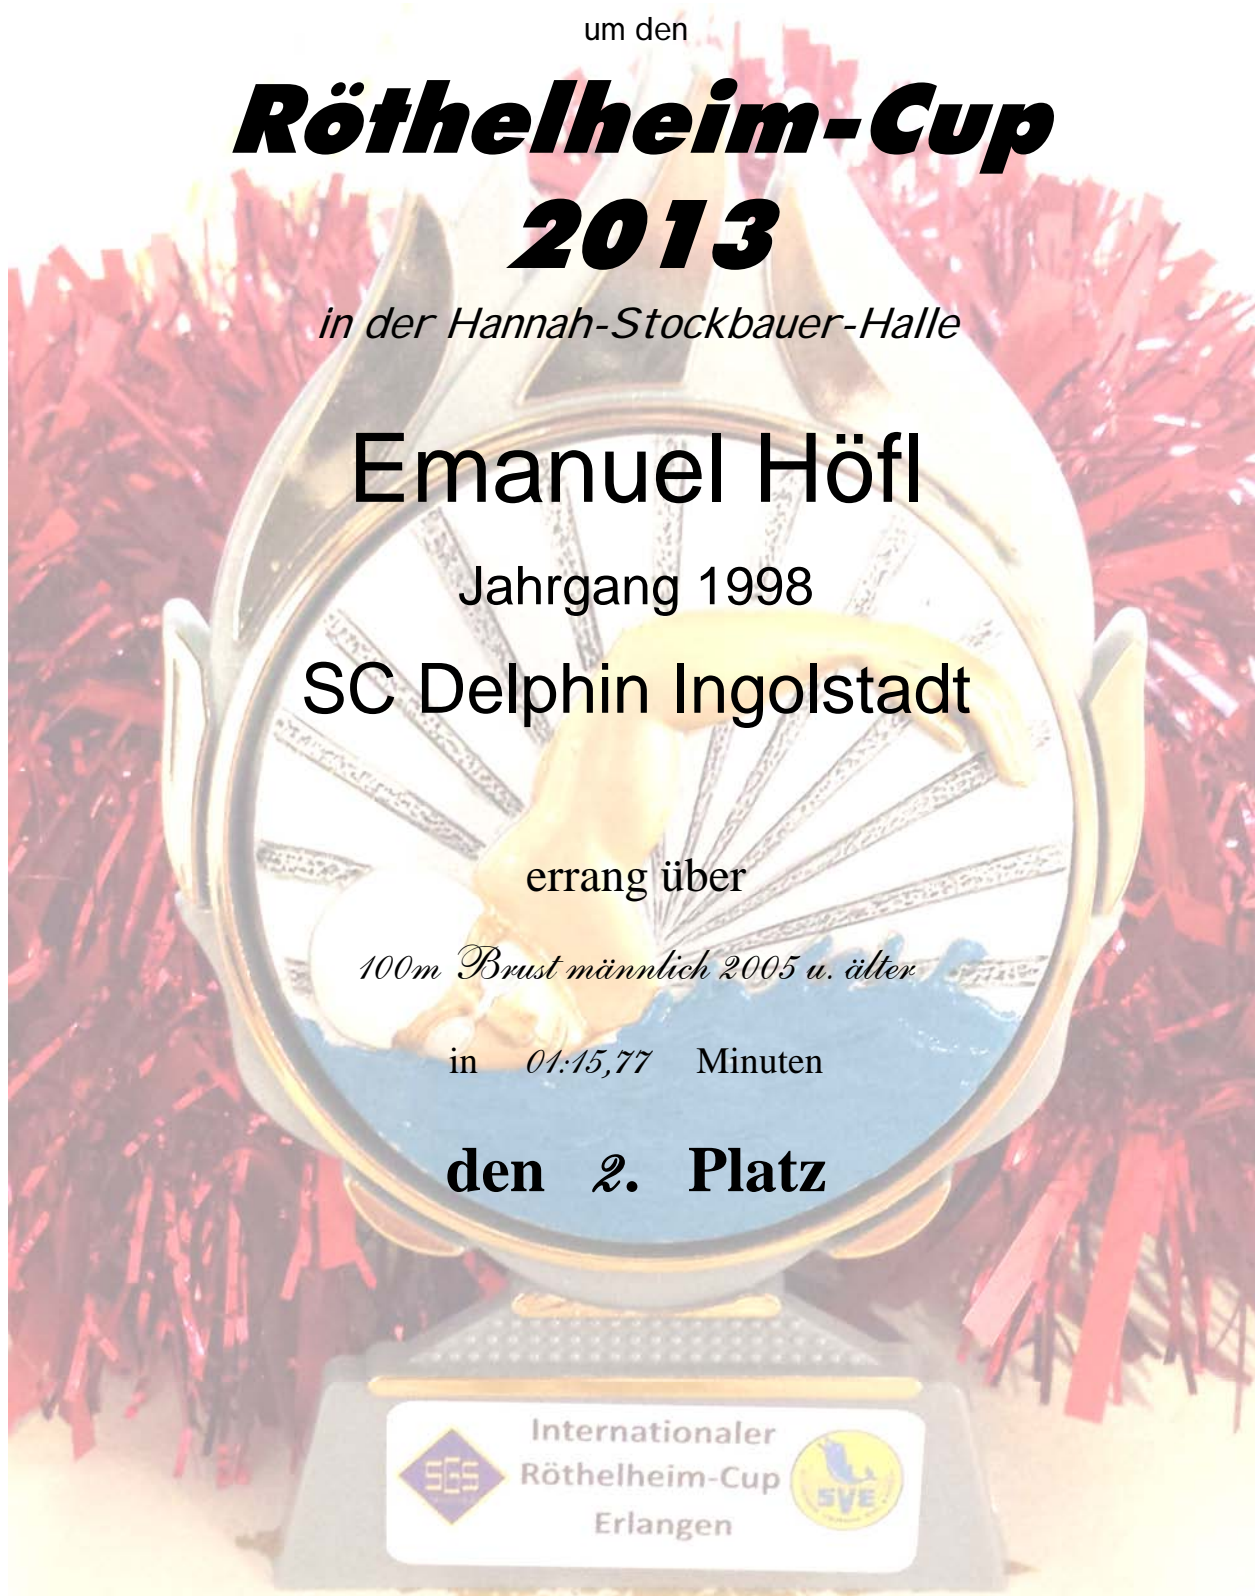 um den
Röthelheim-Cup
2013
in der Hannah-Stockbauer-Halle
Emanuel Höfl
Jahrgang 1998
SC Delphin Ingolstadt
errang über
100m Brust männlich 2005 u. älter
in 01:15,77 Minuten
den 2. Platz
Internationaler
SGS Röthelheim-Cup SVE
Erlangen